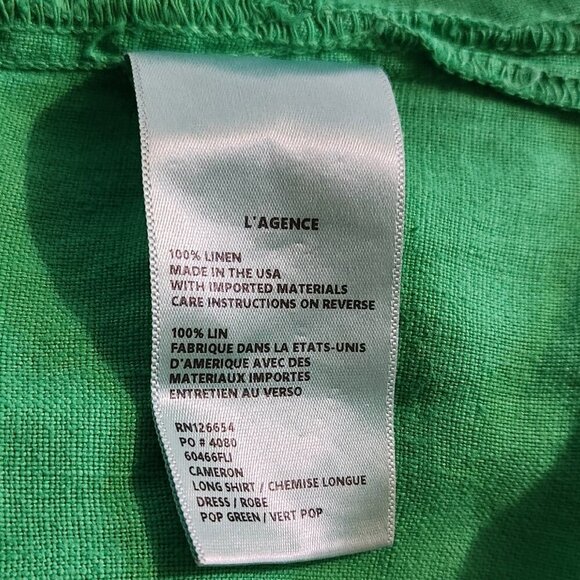 L'AGENCE
100% LINEN
MADE IN THE USA
WITH IMPORTED MATERIALS
CARE INSTRUCTIONS ON REVERSE
100% LIN
FABRIQUE DANS LA ETATS-UNIS
D'AMERIQUE AVEC DES
MATERIAUX IMPORTES
ENTRETIEN AU VERSO
RN126654
PO # 4080
60466FLI
CAMERON
LONG SHIRT / CHEMISE LONGUE
DRESS / ROBE
POP GREEN / VERT POP